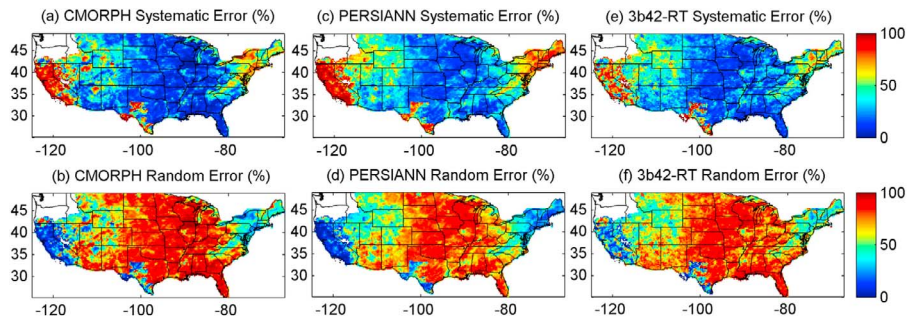 (a) CMORPH Systematic Error (%)
(c) PERSIANN Systematic Error (%)
(e) 3b42-RT Systematic Error (%)
45
40
35
30
-120 -100 -80
45
40
35
30
-120 -100 -80
45
40
35
30
-120 -100 -80
100
50
0
(b) CMORPH Random Error (%)
(d) PERSIANN Random Error (%)
(f) 3b42-RT Random Error (%)
45
40
35
30
-120 -100 -80
45
40
35
30
-120 -100 -80
45
40
35
30
-120 -100 -80
100
50
0